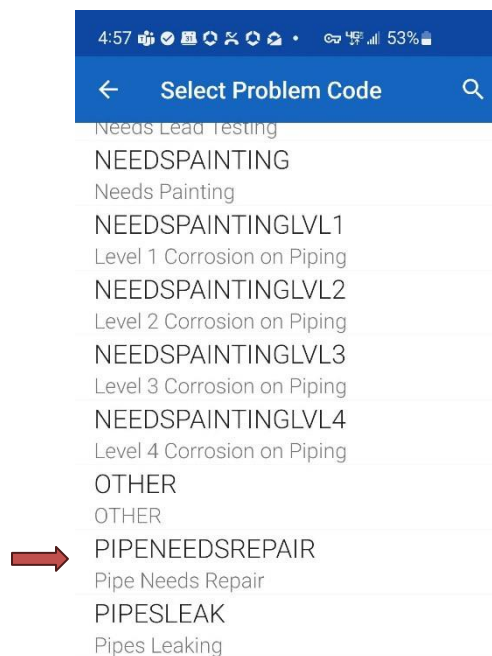 4:57 53%
Select Problem Code
Needs Lead Testing
NEEDSPAINTING
Needs Painting
NEEDSPAINTINGLVL1
Level 1 Corrosion on Piping
NEEDSPAINTINGLVL2
Level 2 Corrosion on Piping
NEEDSPAINTINGLVL3
Level 3 Corrosion on Piping
NEEDSPAINTINGLVL4
Level 4 Corrosion on Piping
OTHER
OTHER
PIPENEEDSREPAIR
Pipe Needs Repair
PIPESLEAK
Pipes Leaking